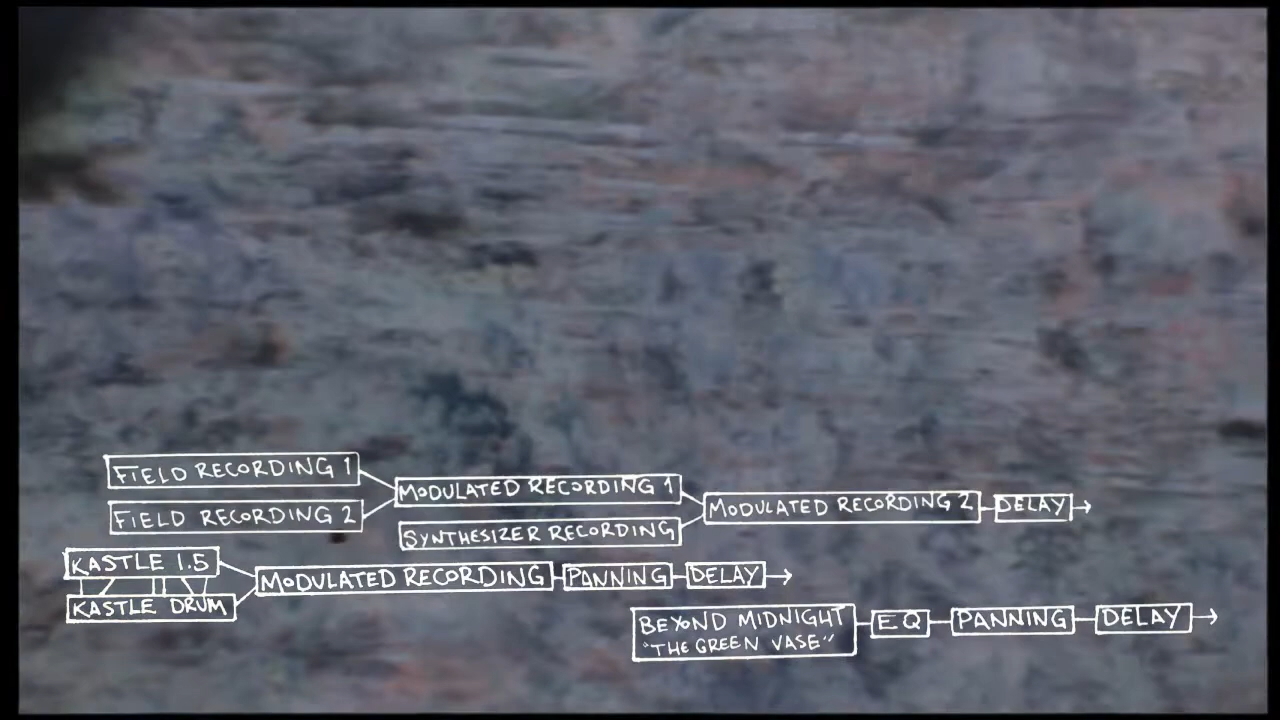 FIELD RECORDING 1
FIELD RECORDING 2
MODULATED RECORDING 1
SYNTHESIZER RECORDING
MODULATED RECORDING 2
DELAY
KASTLE 1.5
KASTLE DRUM
MODULATED RECORDING
PANNING
DELAY
BEYOND MIDNIGHT
"THE GREEN VASE"
EQ
PANNING
DELAY